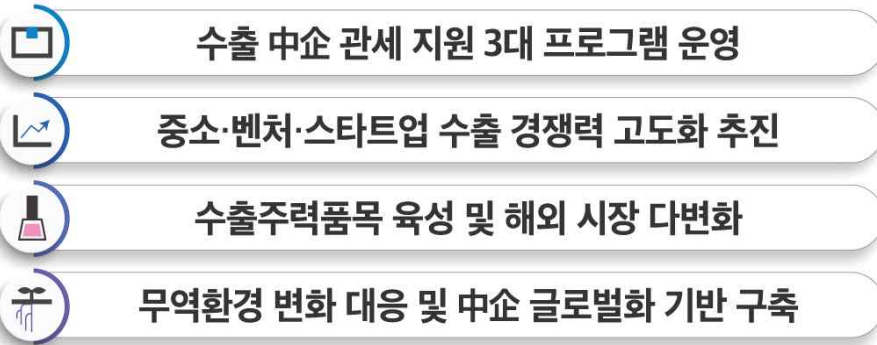 수출 中企 관세 지원 3대 프로그램 운영
중소·벤처·스타트업 수출 경쟁력 고도화 추진
수출주력품목 육성 및 해외 시장 다변화
무역환경 변화 대응 및 中企 글로벌화 기반 구축